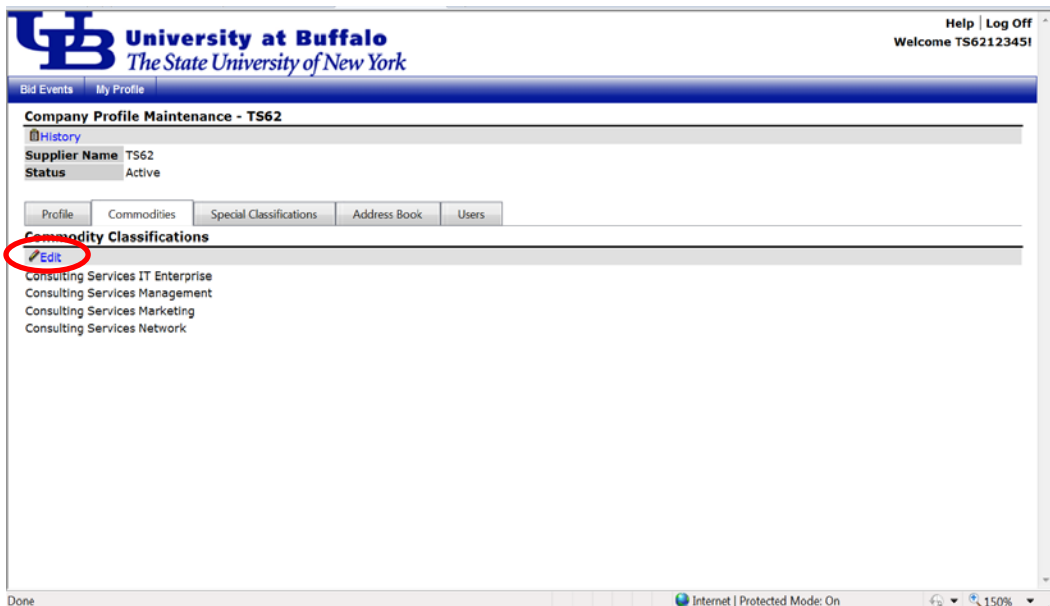 Help | Log Off
UB University at Buffalo
Welcome TS6212345!
The State University of New York
Bid Events My Profile
Company Profile Maintenance - TS62
History
Supplier Name TS62
Status Active
Profile Commodities Special Classifications Address Book Users
Commodity Classifications
Edit
Consulting Services IT Enterprise
Consulting Services Management
Consulting Services Marketing
Consulting Services Network
Done Internet | Protected Mode: On 150%